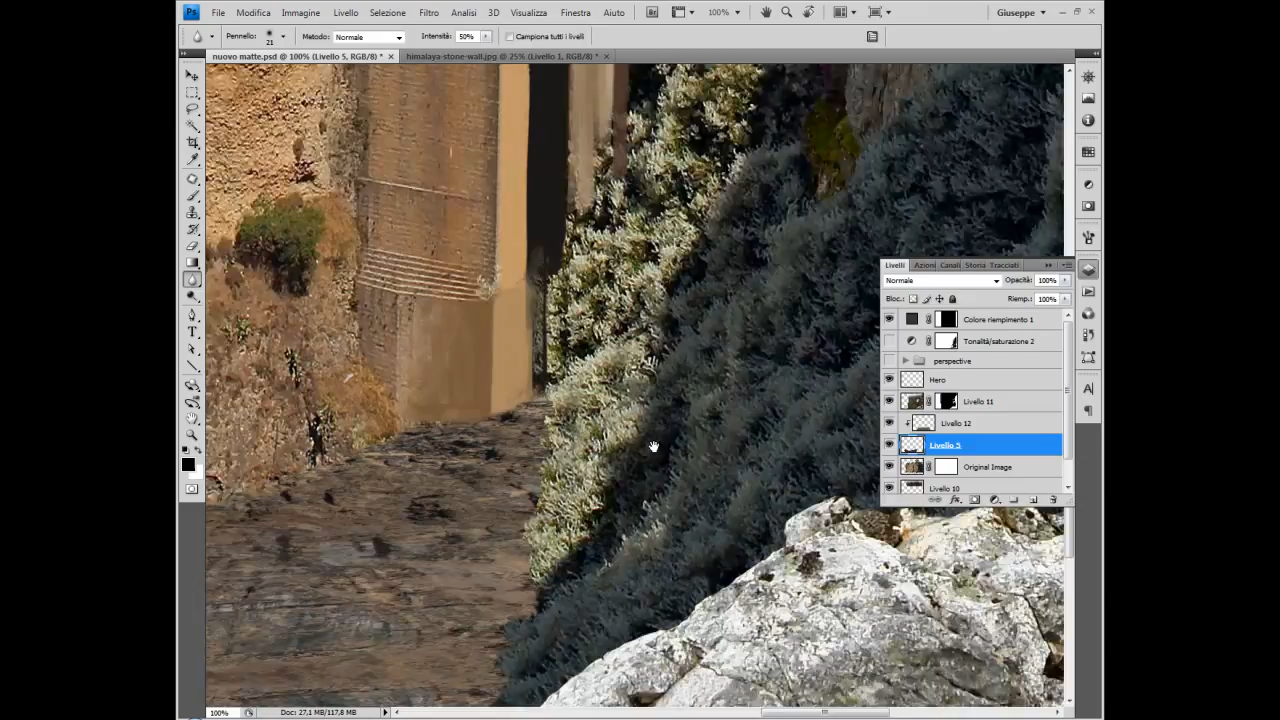 Ps File Modifica Immagine Livello Selezione Filtro Analisi 3D Visualizza Finestra Aiuto Br 100% Giuseppe
Pennello: 21 Metodo: Normale Intensità: 50% Campiona tutti i livelli
nuovo matte.psd @ 100% (Livello 5, RGB/8) * himalaya-stone-wall.jpg @ 25% (Livello 1, RGB/8) *
Livelli Azioni Canali Storia Tracciati
Normale Opacità: 100%
Bloc.: Riemp.: 100%
Colore riempimento 1
Tonalità/saturazione 2
perspective
Hero
Livello 11
Livello 12
Livello 5
Original Image
Livello 10
100% Doc: 27,1 MB/117,8 MB